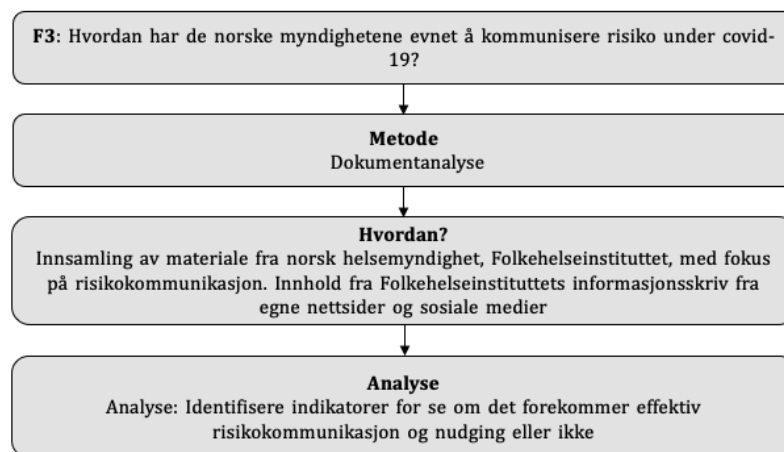 F3: Hvordan har de norske myndighetene evnet å kommunisere risiko under covid-
19?
Metode
Dokumentanalyse
Hvordan?
Innsamling av materiale fra norsk helsemyndighet, Folkehelseinstituttet, med fokus
på risikokommunikasjon. Innhold fra Folkehelseinstituttets informasjonsskriv fra
egne nettsider og sosiale medier
Analyse
Analyse: Identifisere indikatorer for se om det forekommer effektiv
risikokommunikasjon og nudging eller ikke